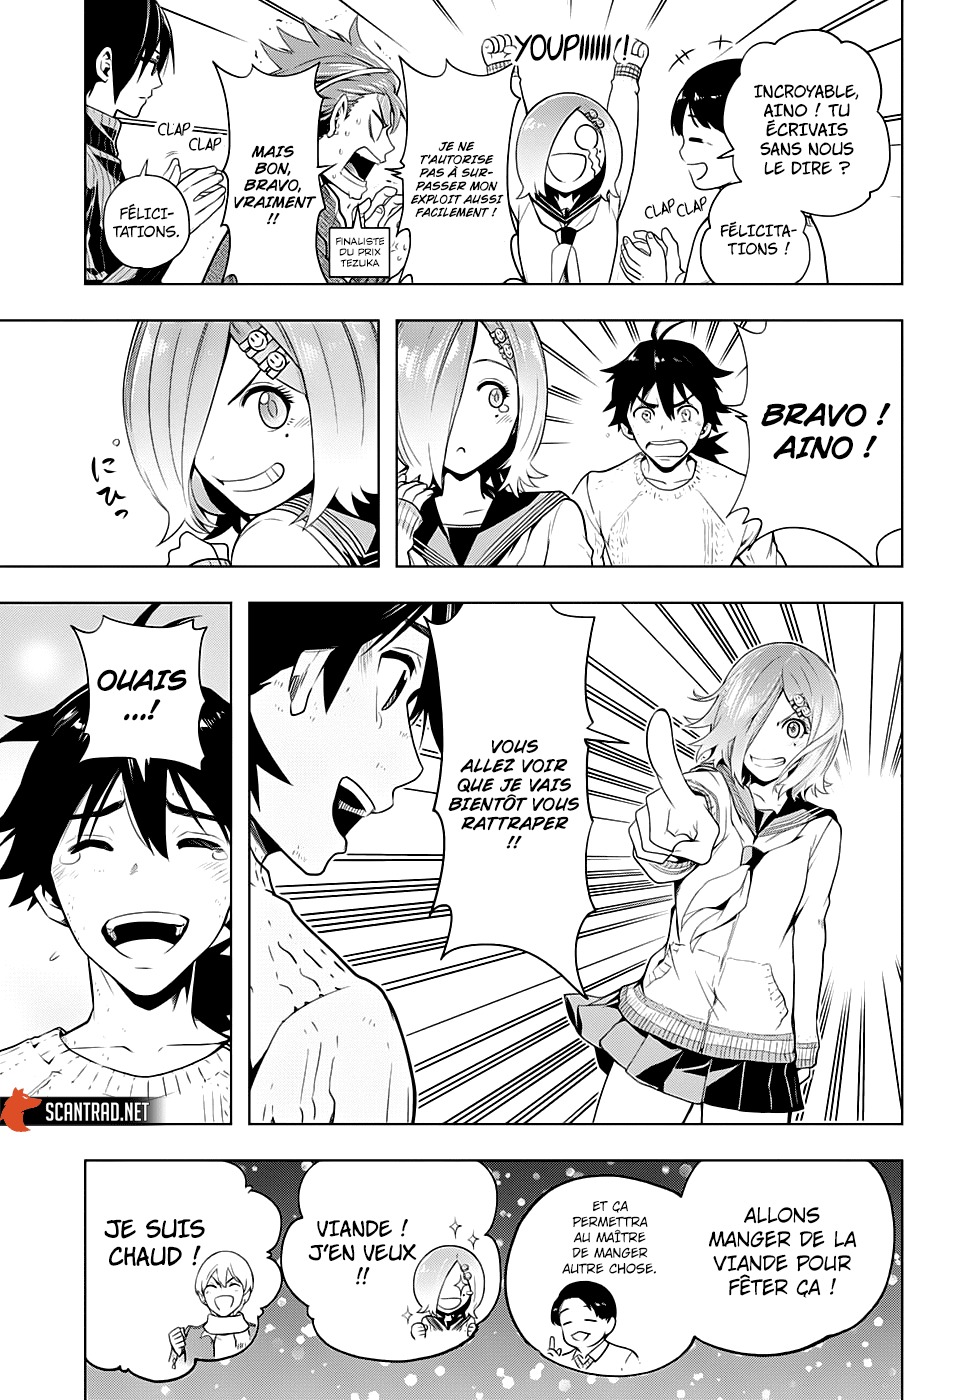 INCROYABLE,
AINO ! TU
ÉCRIVAIS
SANS NOUS
LE DIRE ?
FÉLICITA-
TIONS !
CLAP CLAP
YOUPIIIIIII !
JE NE
T'AUTORISE
PAS À SUR-
PASSER MON
EXPLOIT AUSSI
FACILEMENT !
FINALISTE
DU PRIX
TEZUKA
MAIS
BON,
BRAVO,
VRAIMENT
!!
CLAP
CLAP
FÉLICI-
TATIONS.
BRAVO !
AINO !
にひっ
VOUS
ALLEZ VOIR
QUE JE VAIS
BIENTÔT VOUS
RATTRAPER
!!
OUAIS
...!
SCANTRAD.NET
ALLONS
MANGER DE LA
VIANDE POUR
FÊTER ÇA !
ET ÇA
PERMETTRA
AU MAÎTRE
DE MANGER
AUTRE CHOSE.
VIANDE !
J'EN VEUX
!!
JE SUIS
CHAUD !